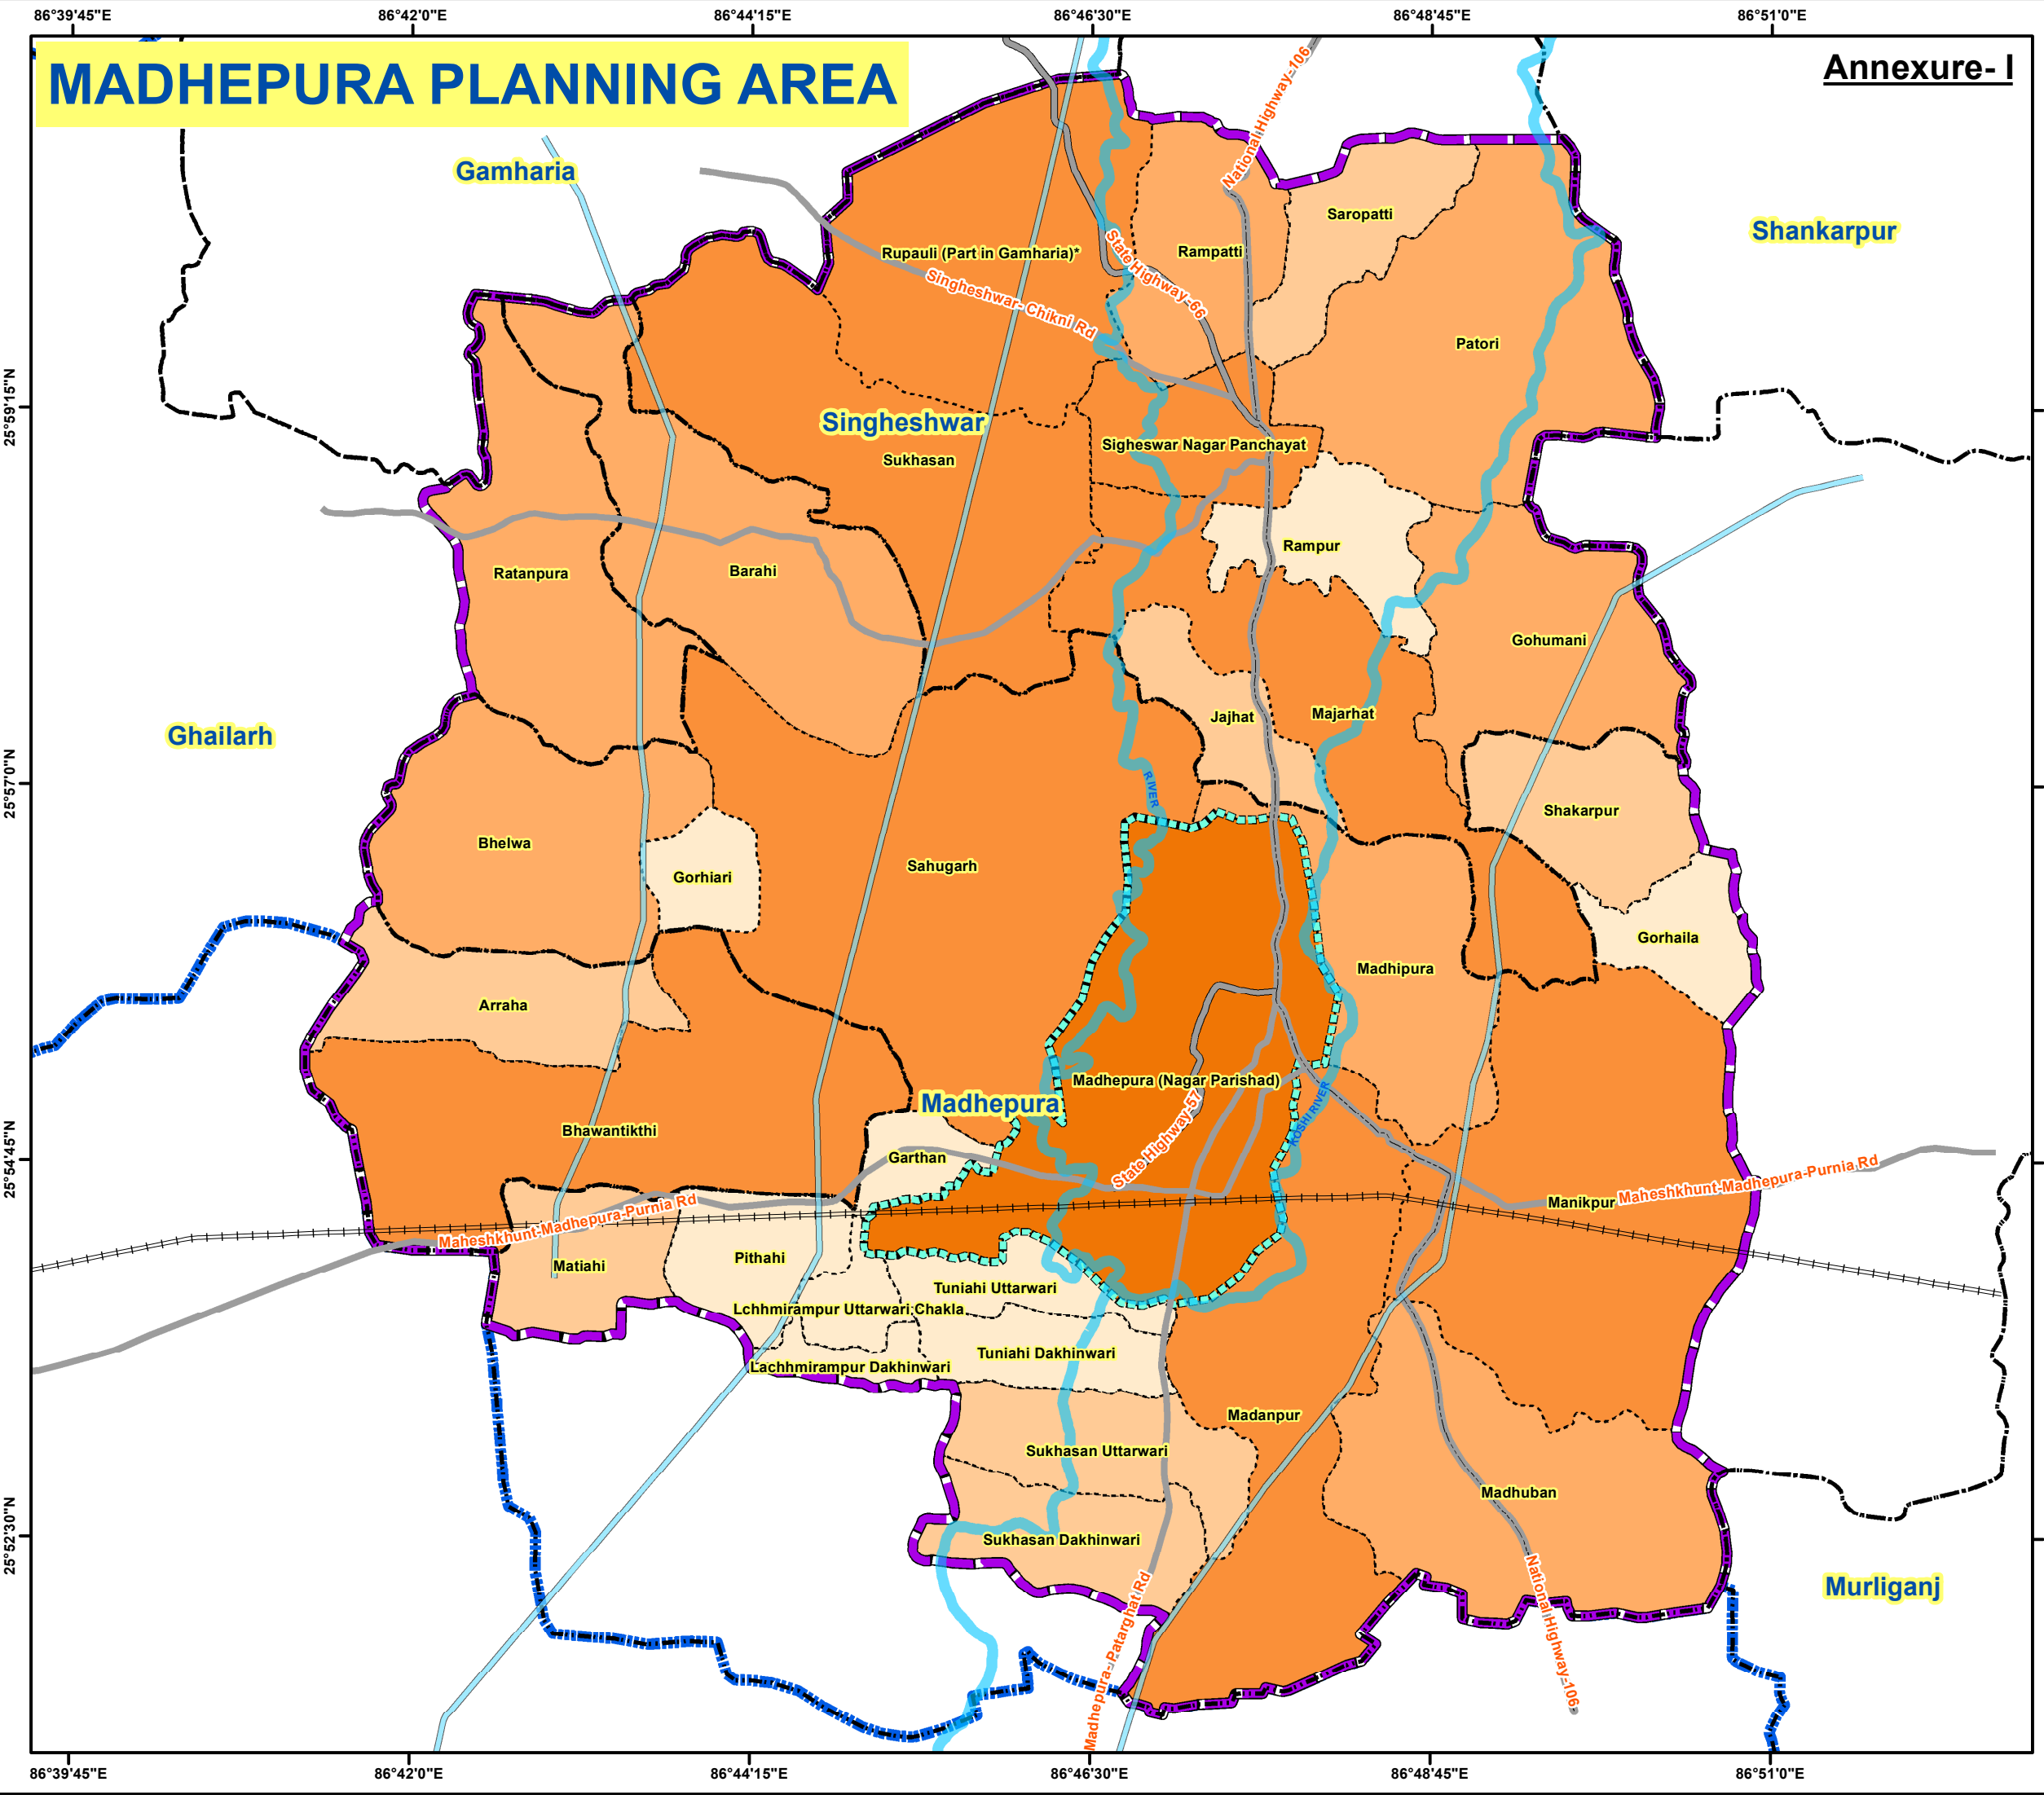 86°39'45"E
86°42'0"E
86°44'15"E
86°46'30"E
86°48'45"E
86°51'0"E
MADHEPURA PLANNING AREA
Annexure- I
National Highway-106
Gamharia
Saropatti
Shankarpur
Rupauli (Part in Gamharia)*
Rampatti
State Highway-66
Singheshwar- Chikni Rd
Patori
25°59'15"N
Singheshwar
Sigheswar Nagar Panchayat
Sukhasan
Rampur
Ratanpura
Barahi
Gohumani
Jajhat
Majarhat
Ghailarh
25°57'0"N
RIVER
Shakarpur
Bhelwa
Sahugarh
Gorhiari
Gorhaila
Madhipura
Arraha
Madhepura (Nagar Parishad)
Madhepura
KOSHI RIVER
Bhawantikthi
State Highway-57
25°54'45"N
Garthan
Maheshkhunt-Madhepura-Purnia Rd
Manikpur
Maheshkhunt-Madhepura-Purnia Rd
Pithahi
Matiahi
Tuniahi Uttarwari
Lchhmirampur Uttarwari Chakla
Tuniahi Dakhinwari
Lachhmirampur Dakhinwari
Madanpur
Sukhasan Uttarwari
Madhuban
25°52'30"N
Sukhasan Dakhinwari
National Highway-106
Murliganj
Madhepura- Patarghat Rd
86°39'45"E
86°42'0"E
86°44'15"E
86°46'30"E
86°48'45"E
86°51'0"E